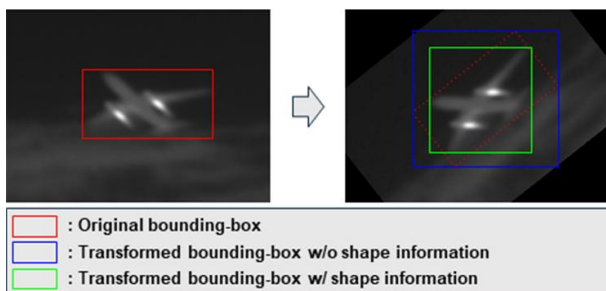 : Original bounding-box
: Transformed bounding-box w/o shape information
: Transformed bounding-box w/ shape information